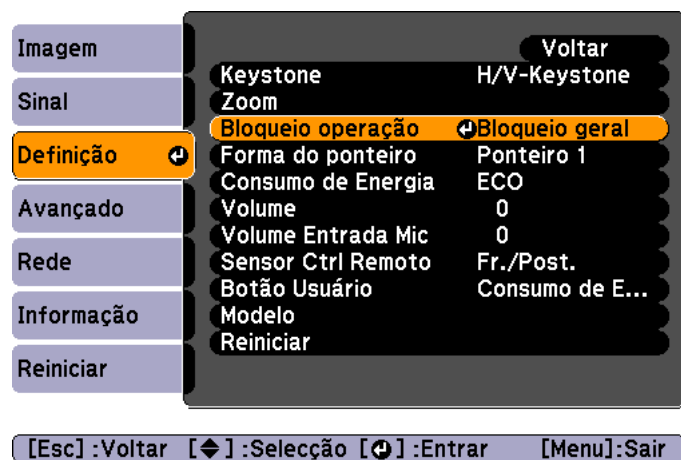 Imagem
Sinal
Definição
Avançado
Rede
Informação
Reiniciar
Voltar
Keystone H/V-Keystone
Zoom
Bloqueio operação Bloqueio geral
Forma do ponteiro Ponteiro 1
Consumo de Energia ECO
Volume 0
Volume Entrada Mic 0
Sensor Ctrl Remoto Fr./Post.
Botão Usuário Consumo de E...
Modelo
Reiniciar
[Esc] :Voltar [◆] :Selecção [↵] :Entrar [Menu]:Sair